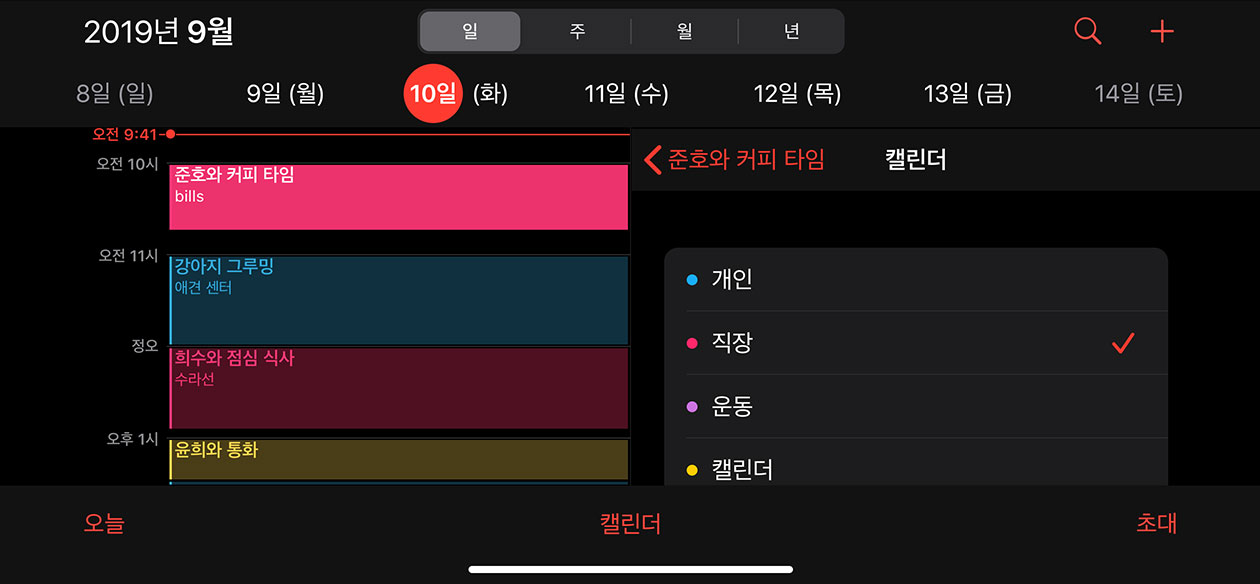 2019년 9월
일 주 월 년
8일 (일) 9일 (월) 10일 (화) 11일 (수) 12일 (목) 13일 (금) 14일 (토)
오전 9:41
오전 10시
준호와 커피 타임
bills
오전 11시
강아지 그루밍
애견 센터
정오
희수와 점심 식사
수라선
오후 1시
윤희와 통화
준호와 커피 타임 캘린더
개인
직장
운동
캘린더
오늘 캘린더 초대